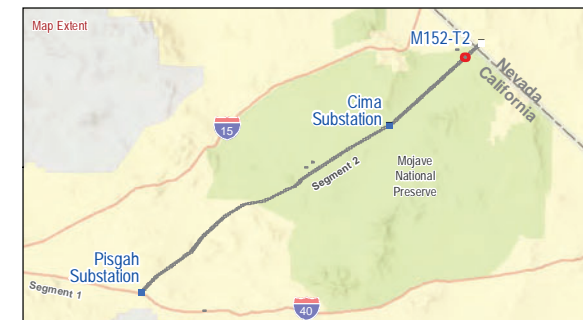 Map Extent
M152-T2
Nevada
California
Cima
Substation
15
Mojave
National
Preserve
Segment 2
Pisgah
Substation
Segment 1
40